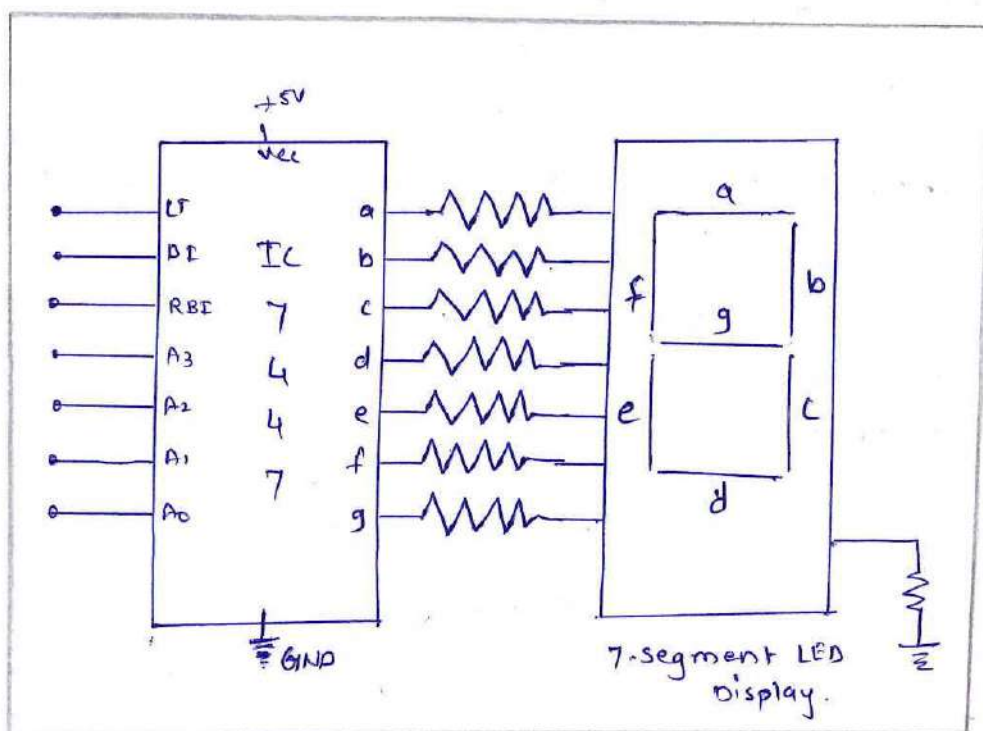 +5V
Vcc
LT
BI
RBI
A3
A2
A1
A0
IC
7
4
4
7
a
b
c
d
e
f
g
GND
a
f
b
g
e
c
d
7-segment LED
Display.